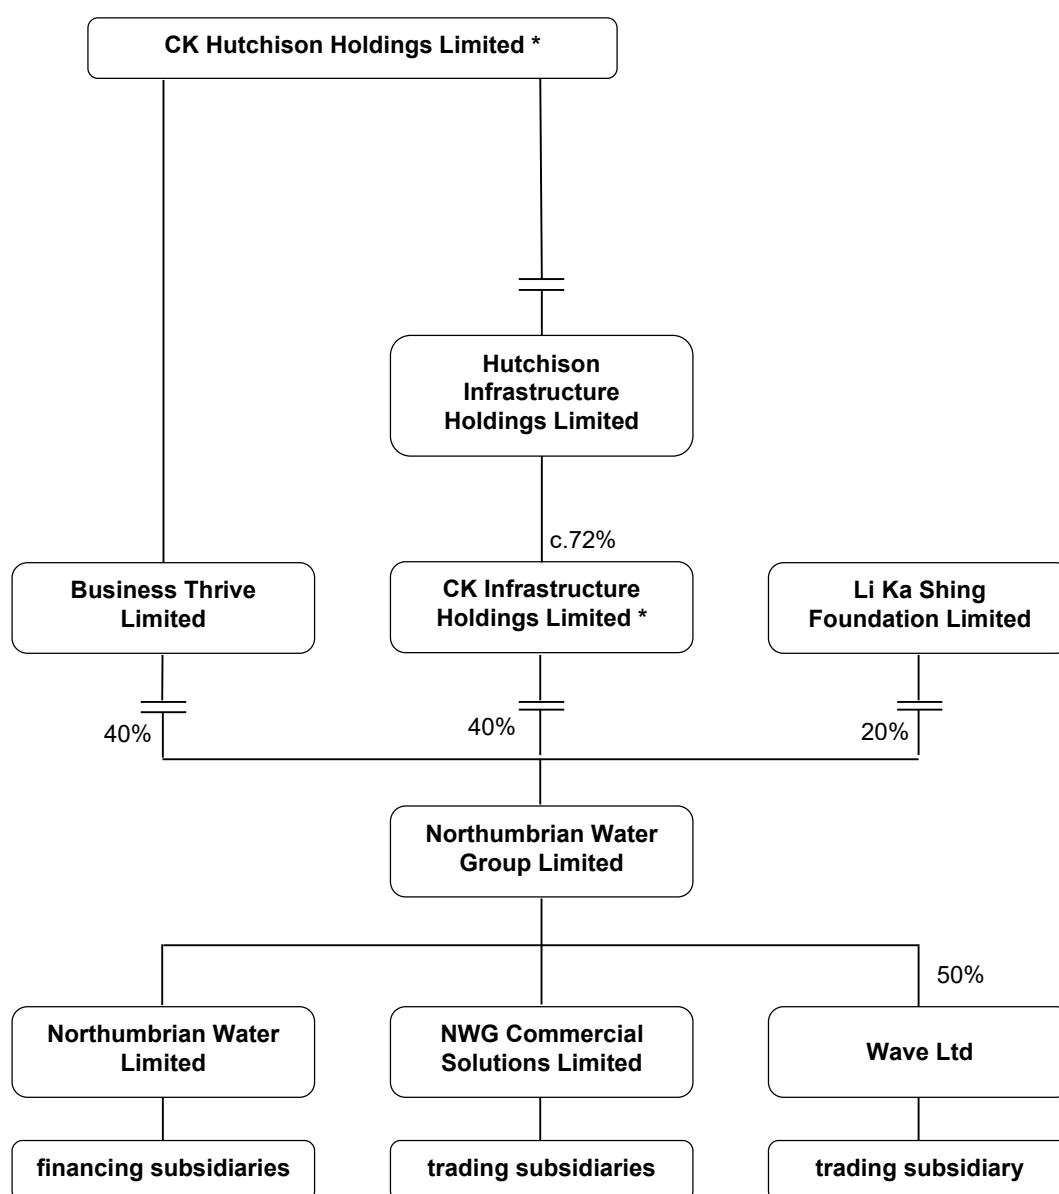 CK Hutchison Holdings Limited *
Hutchison
Infrastructure
Holdings Limited
c.72%
Business Thrive
Limited
CK Infrastructure
Holdings Limited *
Li Ka Shing
Foundation Limited
40%
40%
20%
Northumbrian Water
Group Limited
50%
Northumbrian Water
Limited
NWG Commercial
Solutions Limited
Wave Ltd
financing subsidiaries
trading subsidiaries
trading subsidiary